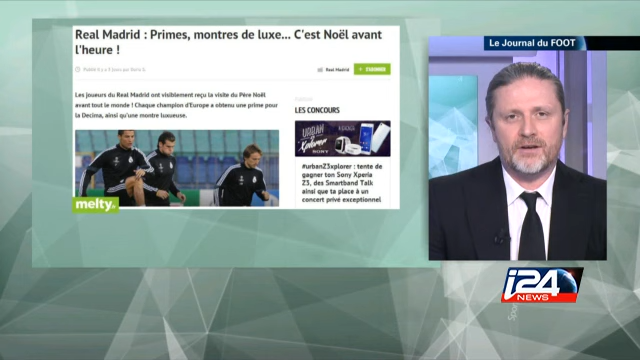 Real Madrid : Primes, montres de luxe... C'est Noël avant
l'heure !
Real Madrid
Les joueurs du Real Madrid ont visiblement reçu la visite du Père Noël
avant tout le monde ! Chaque champion d'Europe a obtenu une prime pour
la Decima, ainsi qu'une montre luxueuse.
LES CONCOURS
URBAN
Xplorer
SONY
#urbanZ3xplorer : tente de
gagner ton Sony Xperia
Z3, des Smartband Talk
ainsi que ta place à un
concert privé exceptionnel
melty.
Le Journal du FOOT
i24
NEWS